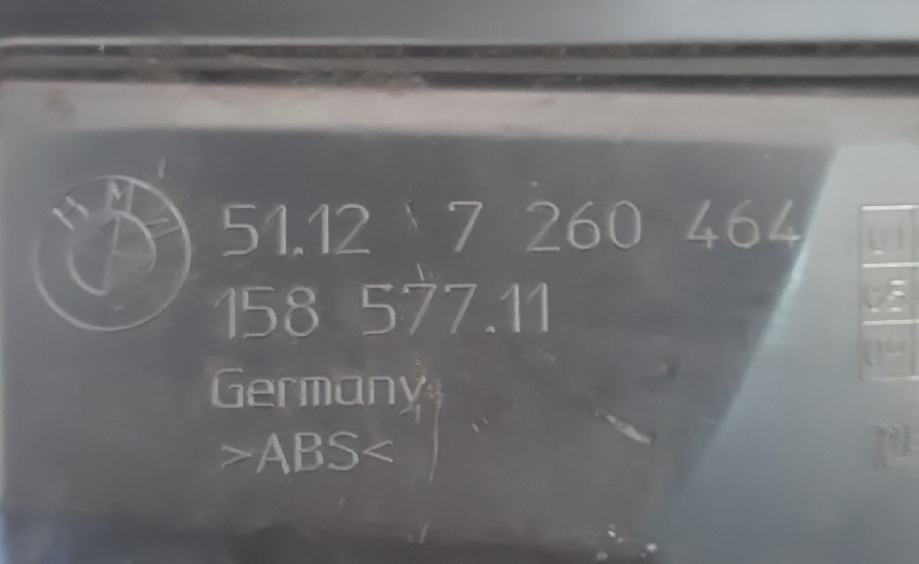 BMW
51.12 7 260 464
158 577.11
Germany
>ABS<